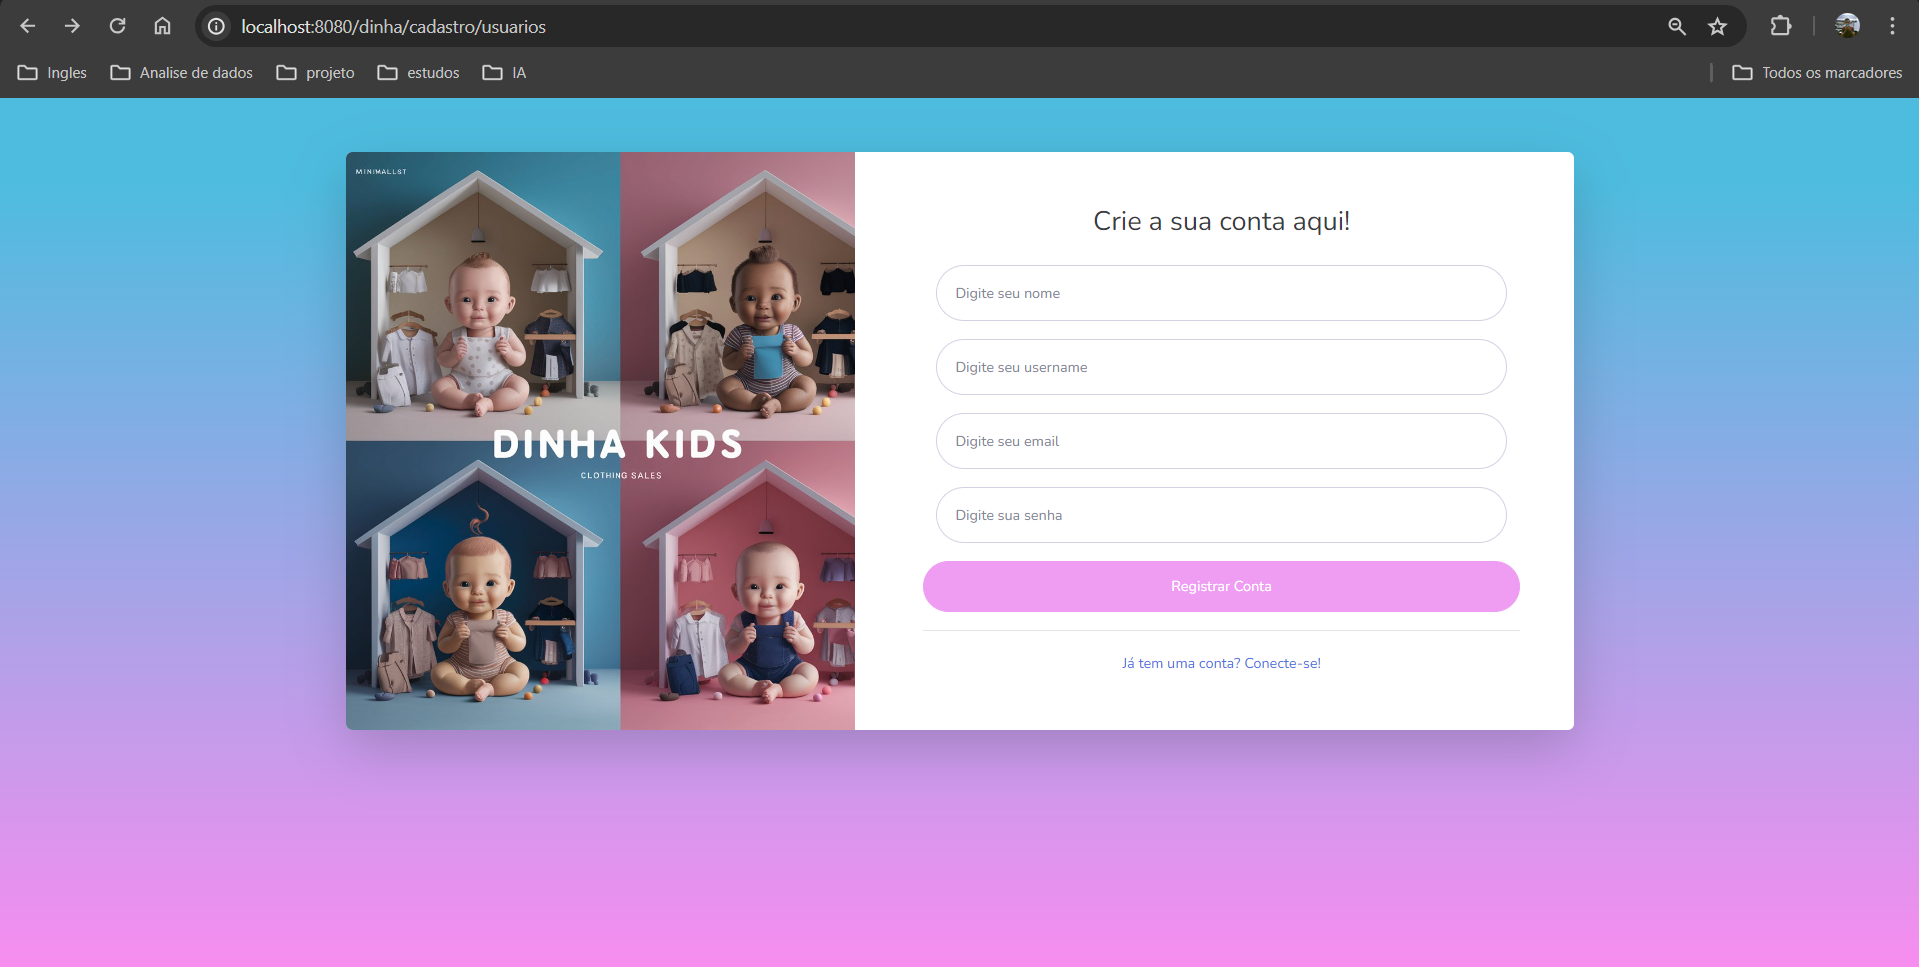 localhost:8080/dinha/cadastro/usuarios
Ingles
Analise de dados
projeto
estudos
IA
Todos os marcadores
MINIMALLST
DINHA KIDS
CLOTHING SALES
Crie a sua conta aqui!
Digite seu nome
Digite seu username
Digite seu email
Digite sua senha
Registrar Conta
Já tem uma conta? Conecte-se!